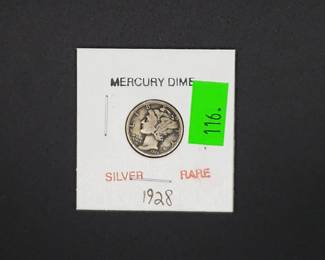 MERCURY DIME
116.
SILVER RARE
1928